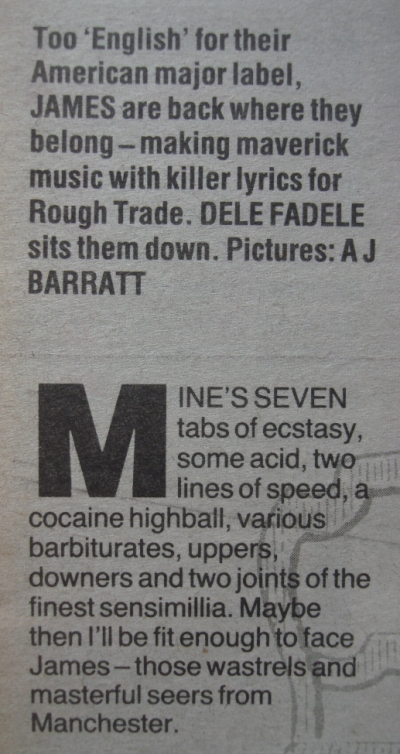 Too ‘English’ for their
American major label,
JAMES are back where they
belong – making maverick
music with killer lyrics for
Rough Trade. DELE FADELE
sits them down. Pictures: A J
BARRATT
MINE’S SEVEN
tabs of ecstasy,
some acid, two
lines of speed, a
cocaine highball, various
barbiturates, uppers,
downers and two joints of the
finest sensimillia. Maybe
then I’ll be fit enough to face
James – those wastrels and
masterful seers from
Manchester.